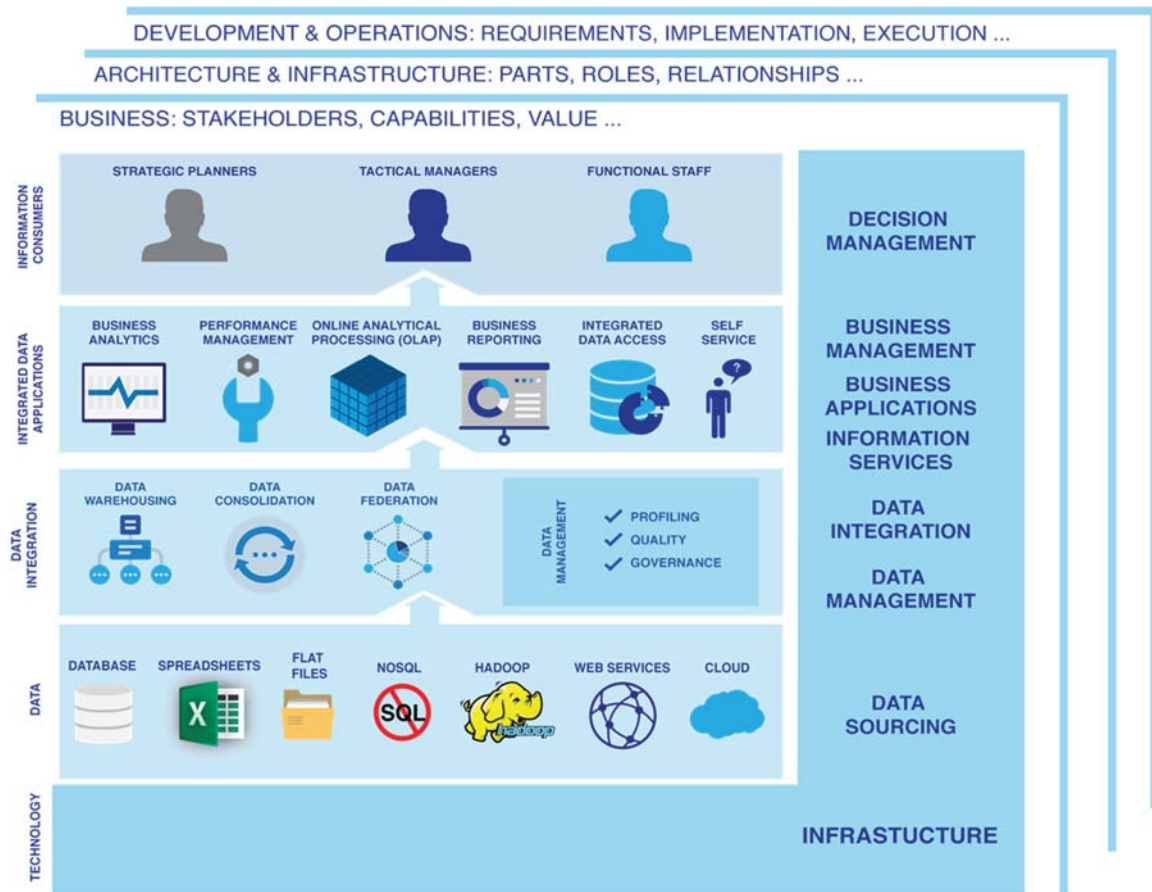 DEVELOPMENT & OPERATIONS: REQUIREMENTS, IMPLEMENTATION, EXECUTION ...
ARCHITECTURE & INFRASTRUCTURE: PARTS, ROLES, RELATIONSHIPS ...
BUSINESS: STAKEHOLDERS, CAPABILITIES, VALUE ...
INFORMATION
CONSUMERS
STRATEGIC PLANNERS
TACTICAL MANAGERS
FUNCTIONAL STAFF
DECISION
MANAGEMENT
INTEGRATED DATA
APPLICATIONS
BUSINESS
ANALYTICS
PERFORMANCE
MANAGEMENT
ONLINE ANALYTICAL
PROCESSING (OLAP)
BUSINESS
REPORTING
INTEGRATED
DATA ACCESS
SELF
SERVICE
?
BUSINESS
MANAGEMENT
BUSINESS
APPLICATIONS
INFORMATION
SERVICES
DATA
INTEGRATION
DATA
WAREHOUSING
DATA
CONSOLIDATION
DATA
FEDERATION
DATA
MANAGEMENT
PROFILING
QUALITY
GOVERNANCE
DATA
INTEGRATION
DATA
MANAGEMENT
DATA
DATABASE
SPREADSHEETS
X
FLAT
FILES
NOSQL
SQL
HADOOP
hadoop
WEB SERVICES
CLOUD
DATA
SOURCING
TECHNOLOGY
INFRASTUCTURE